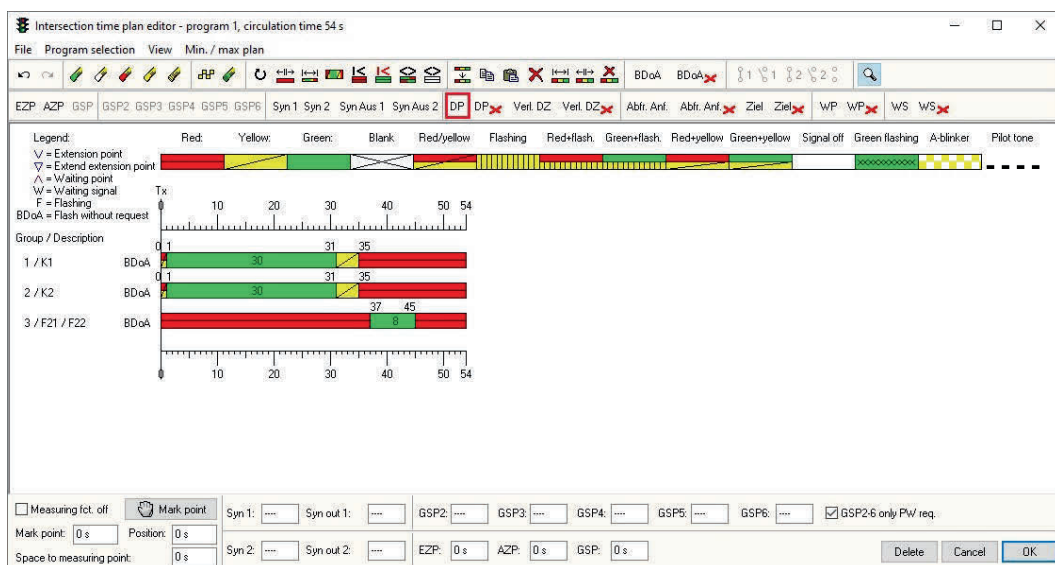 Intersection time plan editor - program 1, circulation time 54 s
File Program selection View Min. / max plan
BDoA BDoA 1 1 2 2
EZP AZP GSP GSP2 GSP3 GSP4 GSP5 GSP6 Syn 1 Syn 2 Syn Aus 1 Syn Aus 2 DP DP Verl. DZ Verl. DZ Abfr. Anf. Abfr. Anf. Ziel Ziel WP WP WS WS
Legend: Red: Yellow: Green: Blank Red/yellow Flashing Red+flash. Green+flash. Red+yellow Green+yellow Signal off Green flashing A-blinker Pilot tone
V = Extension point
▽ = Extend extension point
Λ = Waiting point
W = Waiting signal
F = Flashing
BDoA = Flash without request
Tx
0 10 20 30 40 50 54
Group / Description
0 1 31 35
1 / K1 BDoA 30
0 1 31 35
2 / K2 BDoA 30
37 45
3 / F21 / F22 BDoA 8
0 10 20 30 40 50 54
Measuring fct. off Mark point Syn 1: ---- Syn out 1: ---- GSP2: ---- GSP3: ---- GSP4: ---- GSP5: ---- GSP6: ---- GSP2-6 only PW req.
Mark point: 0 s Position: 0 s
Space to measuring point: 0 s Syn 2: ---- Syn out 2: ---- EZP: 0 s AZP: 0 s GSP: 0 s Delete Cancel OK